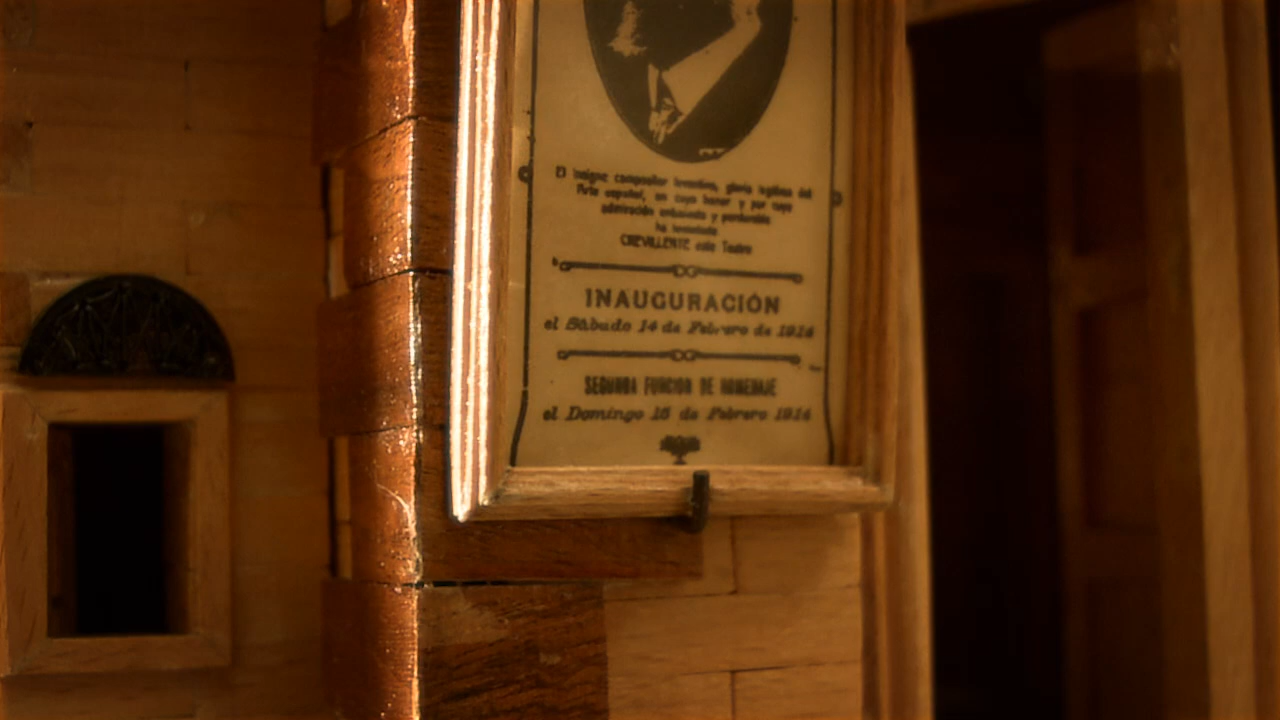 El insigne compositor levantino, gloria legítima del
Arte español, en cuyo honor y por cuya
admiración entusiasta y perdurable
ha levantado
CREVILLENTE este Teatro
INAUGURACIÓN
el Sábado 14 de Febrero de 1914
SEGUNDA FUNCION DE HOMENAJE
el Domingo 15 de Febrero 1914